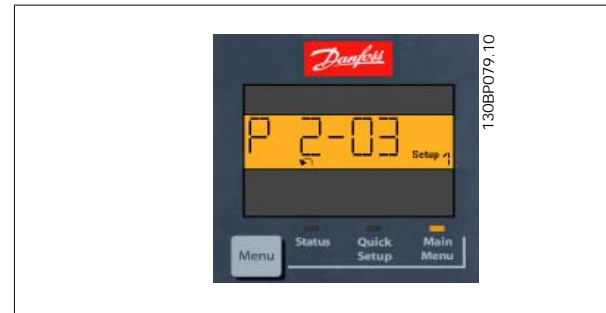 Danfoss
130BP079.10
P 2-03
Setup 1
Status
Quick Setup
Main Menu
Menu